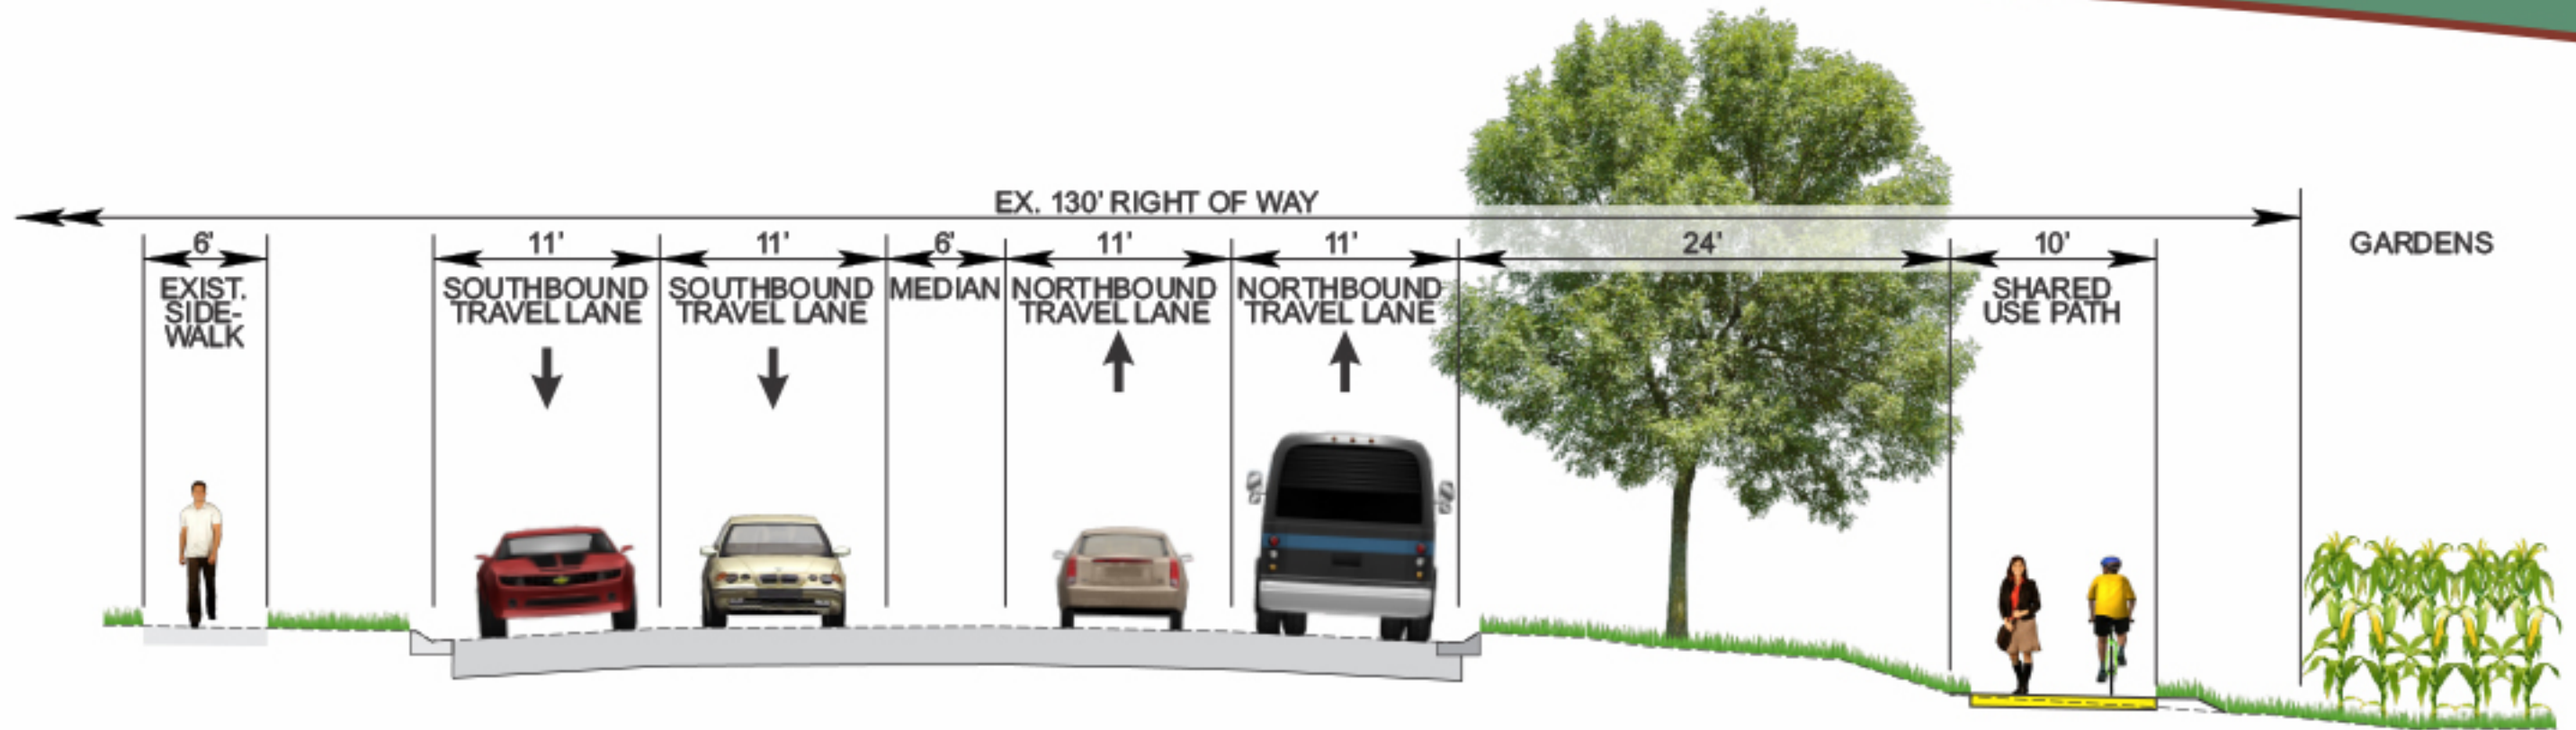 EX. 130' RIGHT OF WAY
6'
11'
11'
6'
11'
11'
24'
10'
GARDENS
EXIST.
SIDE-
WALK
SOUTHBOUND
TRAVEL LANE
SOUTHBOUND
TRAVEL LANE
MEDIAN
NORTHBOUND
TRAVEL LANE
NORTHBOUND
TRAVEL LANE
SHARED
USE PATH